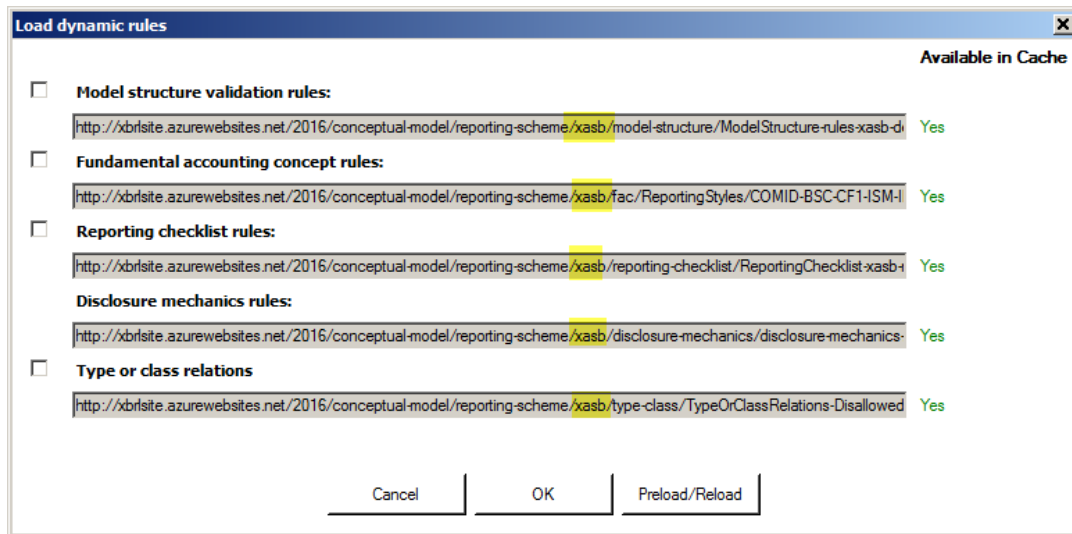 Load dynamic rules
Available in Cache
Model structure validation rules:
http://xbrlsite.azurewebsites.net/2016/conceptual-model/reporting-scheme/xasb/model-structure/ModelStructure-rules-xasb-d Yes
Fundamental accounting concept rules:
http://xbrlsite.azurewebsites.net/2016/conceptual-model/reporting-scheme/xasb/fac/ReportingStyles/COMID-BSC-CF1-ISM-I Yes
Reporting checklist rules:
http://xbrlsite.azurewebsites.net/2016/conceptual-model/reporting-scheme/xasb/reporting-checklist/ReportingChecklist-xasb- Yes
Disclosure mechanics rules:
http://xbrlsite.azurewebsites.net/2016/conceptual-model/reporting-scheme/xasb/disclosure-mechanics/disclosure-mechanics- Yes
Type or class relations
http://xbrlsite.azurewebsites.net/2016/conceptual-model/reporting-scheme/xasb/type-class/TypeOrClassRelations-Disallowed Yes
Cancel OK Preload/Reload